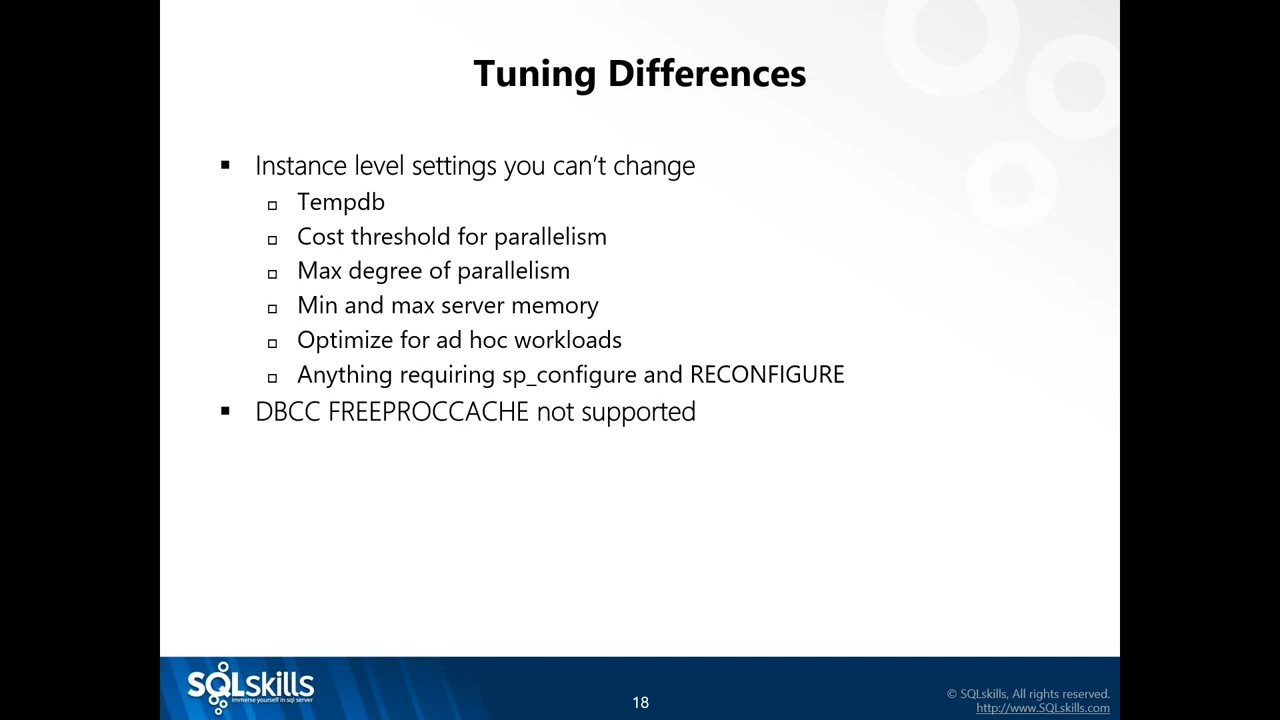 Tuning Differences
Instance level settings you can't change
Tempdb
Cost threshold for parallelism
Max degree of parallelism
Min and max server memory
Optimize for ad hoc workloads
Anything requiring sp_configure and RECONFIGURE
DBCC FREEPROCCACHE not supported
SQLskills
immerse yourself in sql server
18
© SQLskills, All rights reserved.
http://www.SQLskills.com